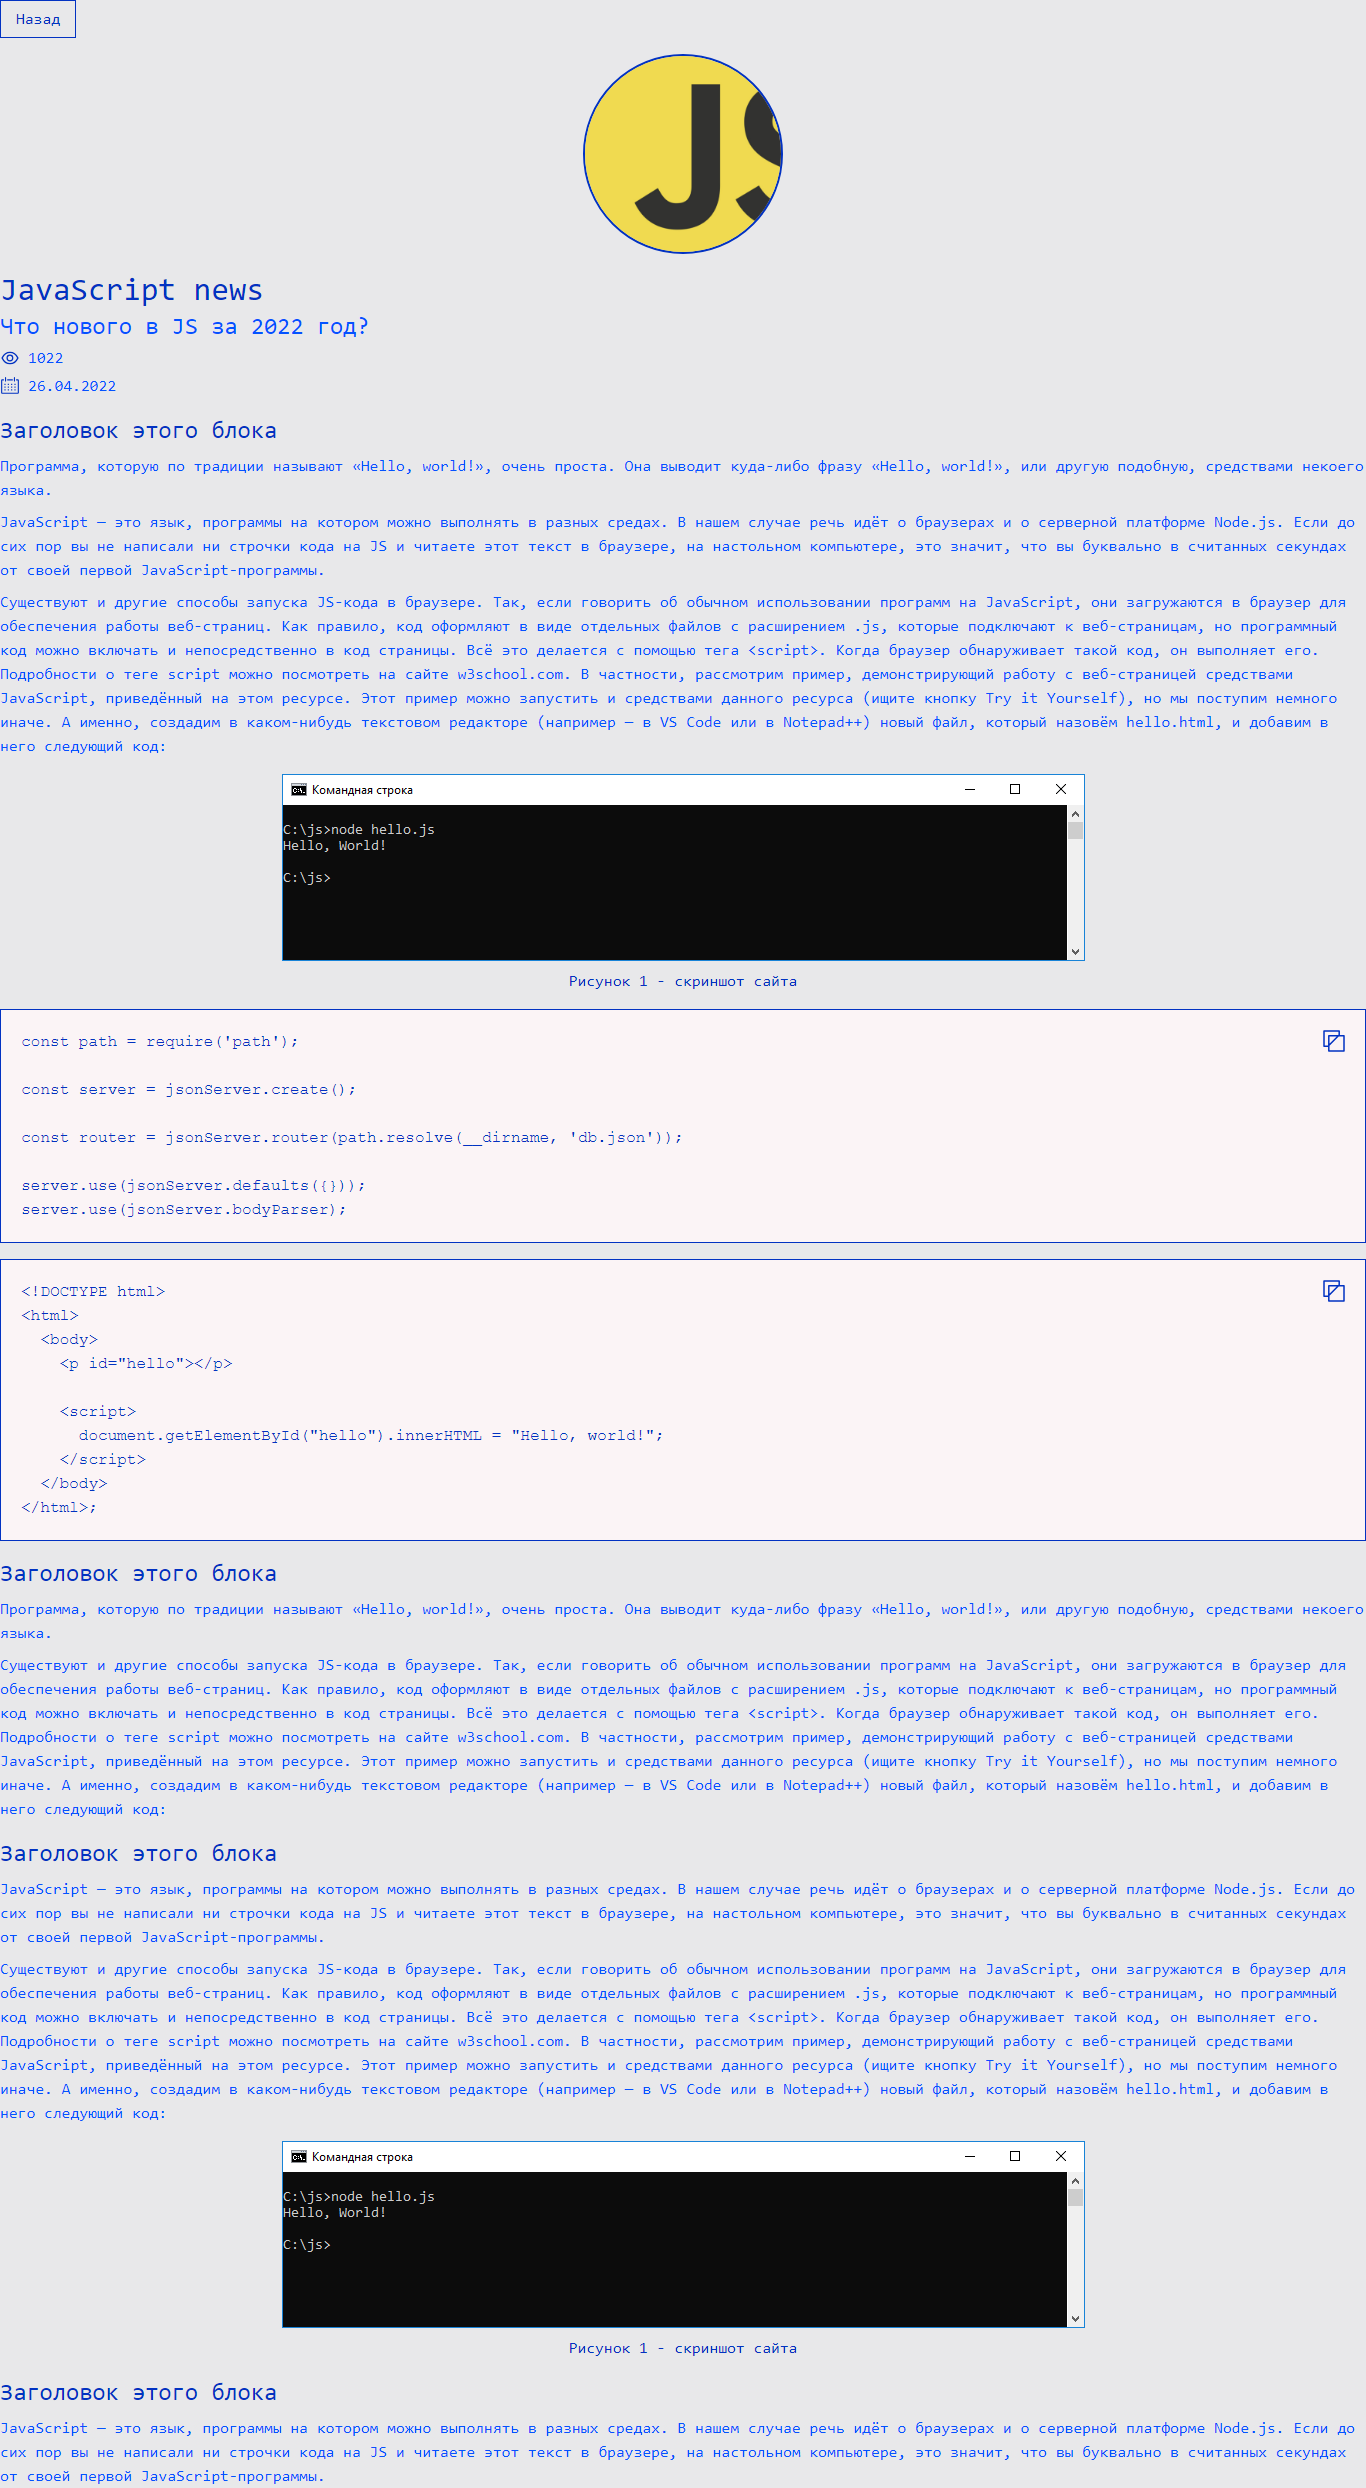 Назад
JS
JavaScript news
Что нового в JS за 2022 год?
1022
26.04.2022
Заголовок этого блока
Программа, которую по традиции называют «Hello, world!», очень проста. Она выводит куда-либо фразу «Hello, world!», или другую подобную, средствами некоего
языка.
JavaScript — это язык, программы на котором можно выполнять в разных средах. В нашем случае речь идёт о браузерах и о серверной платформе Node.js. Если до
сих пор вы не написали ни строчки кода на JS и читаете этот текст в браузере, на настольном компьютере, это значит, что вы буквально в считанных секундах
от своей первой JavaScript-программы.
Существуют и другие способы запуска JS-кода в браузере. Так, если говорить об обычном использовании программ на JavaScript, они загружаются в браузер для
обеспечения работы веб-страниц. Как правило, код оформляют в виде отдельных файлов с расширением .js, которые подключают к веб-страницам, но программный
код можно включать и непосредственно в код страницы. Всё это делается с помощью тега <script>. Когда браузер обнаруживает такой код, он выполняет его.
Подробности о теге script можно посмотреть на сайте w3school.com. В частности, рассмотрим пример, демонстрирующий работу с веб-страницей средствами
JavaScript, приведённый на этом ресурсе. Этот пример можно запустить и средствами данного ресурса (ищите кнопку Try it Yourself), но мы поступим немного
иначе. А именно, создадим в каком-нибудь текстовом редакторе (например — в VS Code или в Notepad++) новый файл, который назовём hello.html, и добавим в
него следующий код:
Командная строка
C:\js>node hello.js
Hello, World!
C:\js>
Рисунок 1 - скриншот сайта
const path = require('path');
const server = jsonServer.create();
const router = jsonServer.router(path.resolve(__dirname, 'db.json'));
server.use(jsonServer.defaults({}));
server.use(jsonServer.bodyParser);
<!DOCTYPE html>
<html>
<body>
<p id="hello"></p>
<script>
document.getElementById("hello").innerHTML = "Hello, world!";
</script>
</body>
</html>;
Заголовок этого блока
Программа, которую по традиции называют «Hello, world!», очень проста. Она выводит куда-либо фразу «Hello, world!», или другую подобную, средствами некоего
языка.
Существуют и другие способы запуска JS-кода в браузере. Так, если говорить об обычном использовании программ на JavaScript, они загружаются в браузер для
обеспечения работы веб-страниц. Как правило, код оформляют в виде отдельных файлов с расширением .js, которые подключают к веб-страницам, но программный
код можно включать и непосредственно в код страницы. Всё это делается с помощью тега <script>. Когда браузер обнаруживает такой код, он выполняет его.
Подробности о теге script можно посмотреть на сайте w3school.com. В частности, рассмотрим пример, демонстрирующий работу с веб-страницей средствами
JavaScript, приведённый на этом ресурсе. Этот пример можно запустить и средствами данного ресурса (ищите кнопку Try it Yourself), но мы поступим немного
иначе. А именно, создадим в каком-нибудь текстовом редакторе (например — в VS Code или в Notepad++) новый файл, который назовём hello.html, и добавим в
него следующий код:
Заголовок этого блока
JavaScript — это язык, программы на котором можно выполнять в разных средах. В нашем случае речь идёт о браузерах и о серверной платформе Node.js. Если до
сих пор вы не написали ни строчки кода на JS и читаете этот текст в браузере, на настольном компьютере, это значит, что вы буквально в считанных секундах
от своей первой JavaScript-программы.
Существуют и другие способы запуска JS-кода в браузере. Так, если говорить об обычном использовании программ на JavaScript, они загружаются в браузер для
обеспечения работы веб-страниц. Как правило, код оформляют в виде отдельных файлов с расширением .js, которые подключают к веб-страницам, но программный
код можно включать и непосредственно в код страницы. Всё это делается с помощью тега <script>. Когда браузер обнаруживает такой код, он выполняет его.
Подробности о теге script можно посмотреть на сайте w3school.com. В частности, рассмотрим пример, демонстрирующий работу с веб-страницей средствами
JavaScript, приведённый на этом ресурсе. Этот пример можно запустить и средствами данного ресурса (ищите кнопку Try it Yourself), но мы поступим немного
иначе. А именно, создадим в каком-нибудь текстовом редакторе (например — в VS Code или в Notepad++) новый файл, который назовём hello.html, и добавим в
него следующий код:
Командная строка
C:\js>node hello.js
Hello, World!
C:\js>
Рисунок 1 - скриншот сайта
Заголовок этого блока
JavaScript — это язык, программы на котором можно выполнять в разных средах. В нашем случае речь идёт о браузерах и о серверной платформе Node.js. Если до
сих пор вы не написали ни строчки кода на JS и читаете этот текст в браузере, на настольном компьютере, это значит, что вы буквально в считанных секундах
от своей первой JavaScript-программы.